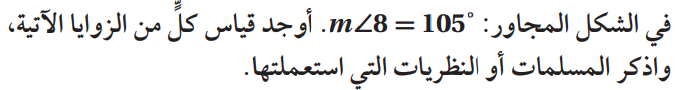 في الشكل المجاور: m∠8 = 105°. أوجد قياس كلٍّ من الزوايا الآتية،
واذكر المسلمات أو النظريات التي استعملتها.